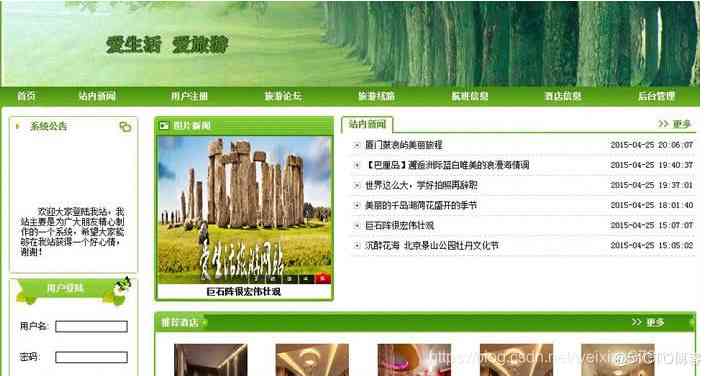 爱生活 爱旅游
首页 站内新闻 用户注册 旅游论坛 旅游线路 航班信息 酒店信息 后台管理
系统公告
欢迎大家登陆我站，我
站主要是为广大朋友精心制
作的一个系统，希望大家能
够在我站获得一个好心情，
谢谢！
用户登陆
用户名:
密码:
图片新闻
爱生活旅游网站
1 2 3 4 5
巨石阵很宏伟壮观
站内新闻 >> 更多
厦门鼓浪屿美丽旅程 2015-04-25 20:06:07
【巴厘岛】邂逅洲际蓝白唯美的浪漫海情调 2015-04-25 19:40:37
世界这么大，学好拍照再辞职 2015-04-25 19:37:01
美丽的千岛湖荷花盛开的季节 2015-04-25 18:01:40
巨石阵很宏伟壮观 2015-04-25 15:07:07
沉醉花海 北京景山公园牡丹文化节 2015-04-25 15:05:02
推荐酒店 >> 更多
@51CTO博客